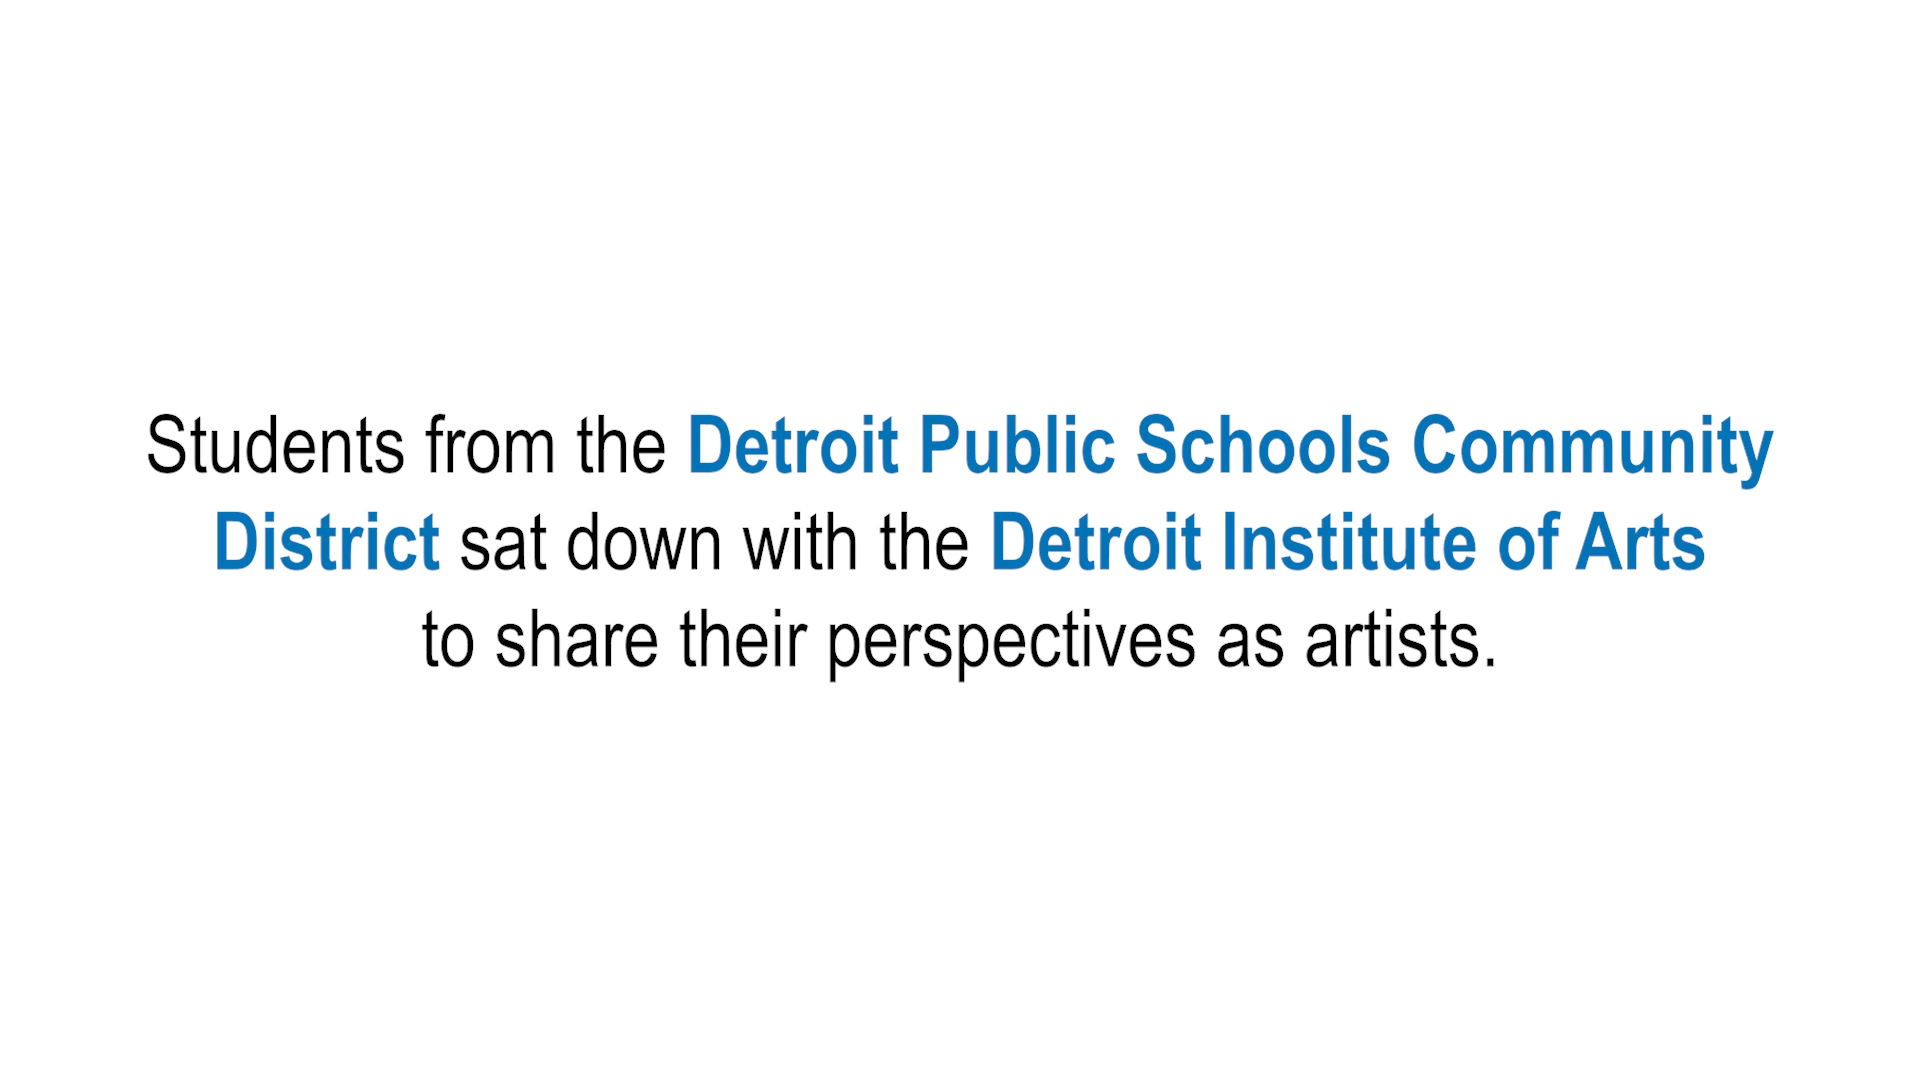 Students from the Detroit Public Schools Community
District sat down with the Detroit Institute of Arts
to share their perspectives as artists.